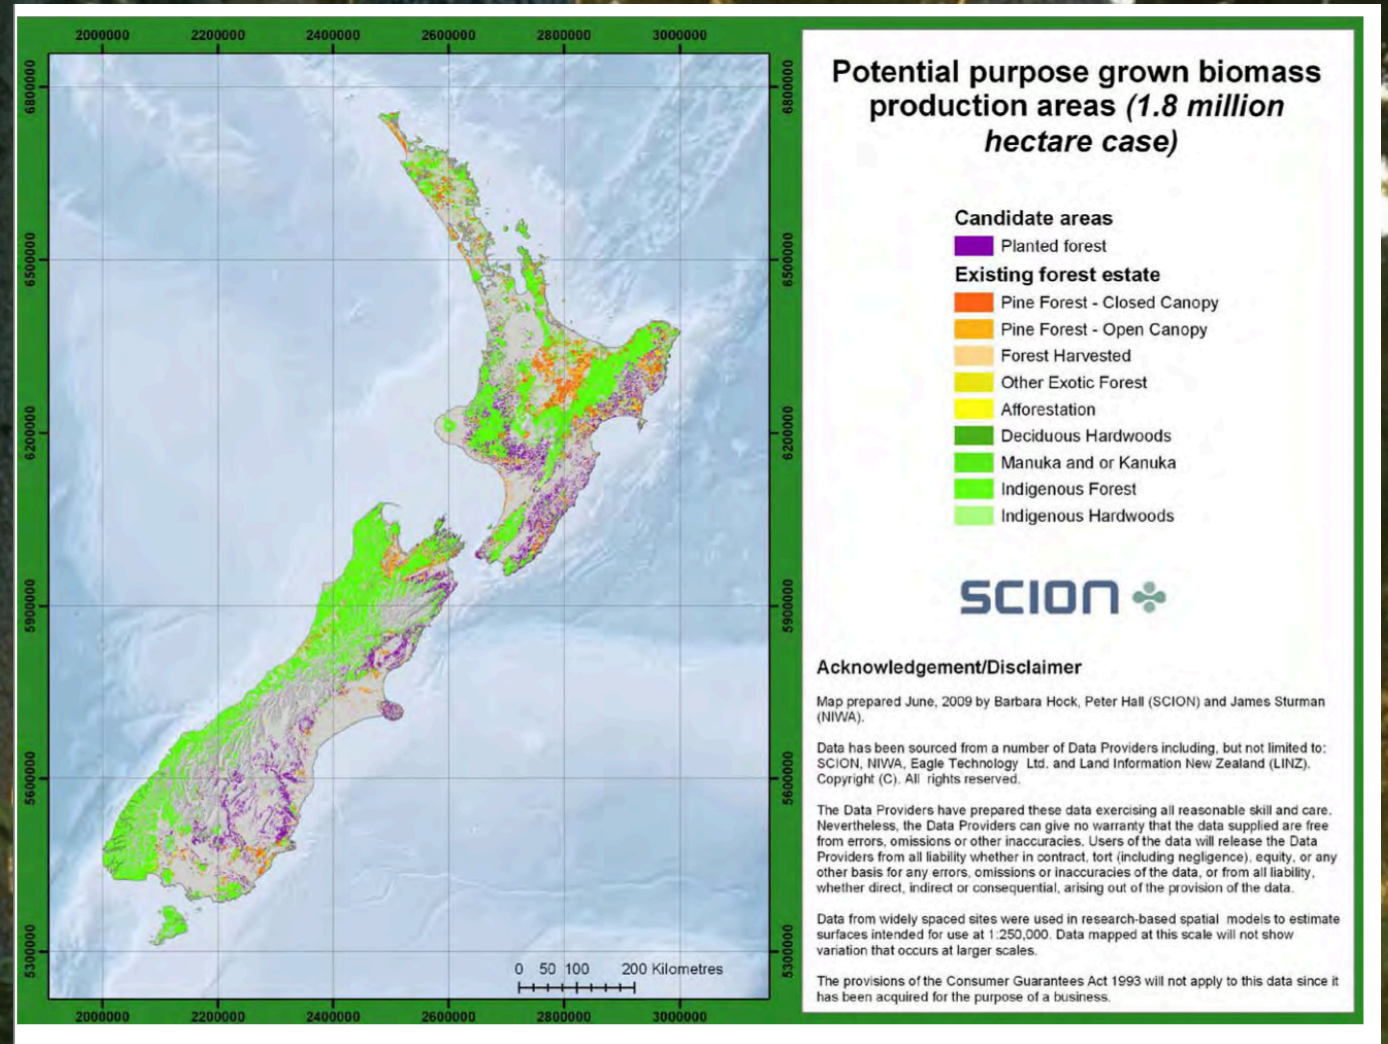 2000000 2200000 2400000 2600000 2800000 3000000
6800000 6800000
6500000 6500000
6200000 6200000
5900000 5900000
5600000 5600000
5300000 5300000
0 50 100 200 Kilometres
2000000 2200000 2400000 2600000 2800000 3000000
Potential purpose grown biomass
production areas (1.8 million
hectare case)
Candidate areas
Planted forest
Existing forest estate
Pine Forest - Closed Canopy
Pine Forest - Open Canopy
Forest Harvested
Other Exotic Forest
Afforestation
Deciduous Hardwoods
Manuka and or Kanuka
Indigenous Forest
Indigenous Hardwoods
SCION
Acknowledgement/Disclaimer
Map prepared June, 2009 by Barbara Hock, Peter Hall (SCION) and James Sturman
(NIWA).
Data has been sourced from a number of Data Providers including, but not limited to:
SCION, NIWA, Eagle Technology Ltd. and Land Information New Zealand (LINZ).
Copyright (C). All rights reserved.
The Data Providers have prepared these data exercising all reasonable skill and care.
Nevertheless, the Data Providers can give no warranty that the data supplied are free
from errors, omissions or other inaccuracies. Users of the data will release the Data
Providers from all liability whether in contract, tort (including negligence), equity, or any
other basis for any errors, omissions or inaccuracies of the data, or from all liability,
whether direct, indirect or consequential, arising out of the provision of the data.
Data from widely spaced sites were used in research-based spatial models to estimate
surfaces intended for use at 1:250,000. Data mapped at this scale will not show
variation that occurs at larger scales.
The provisions of the Consumer Guarantees Act 1993 will not apply to this data since it
has been acquired for the purpose of a business.